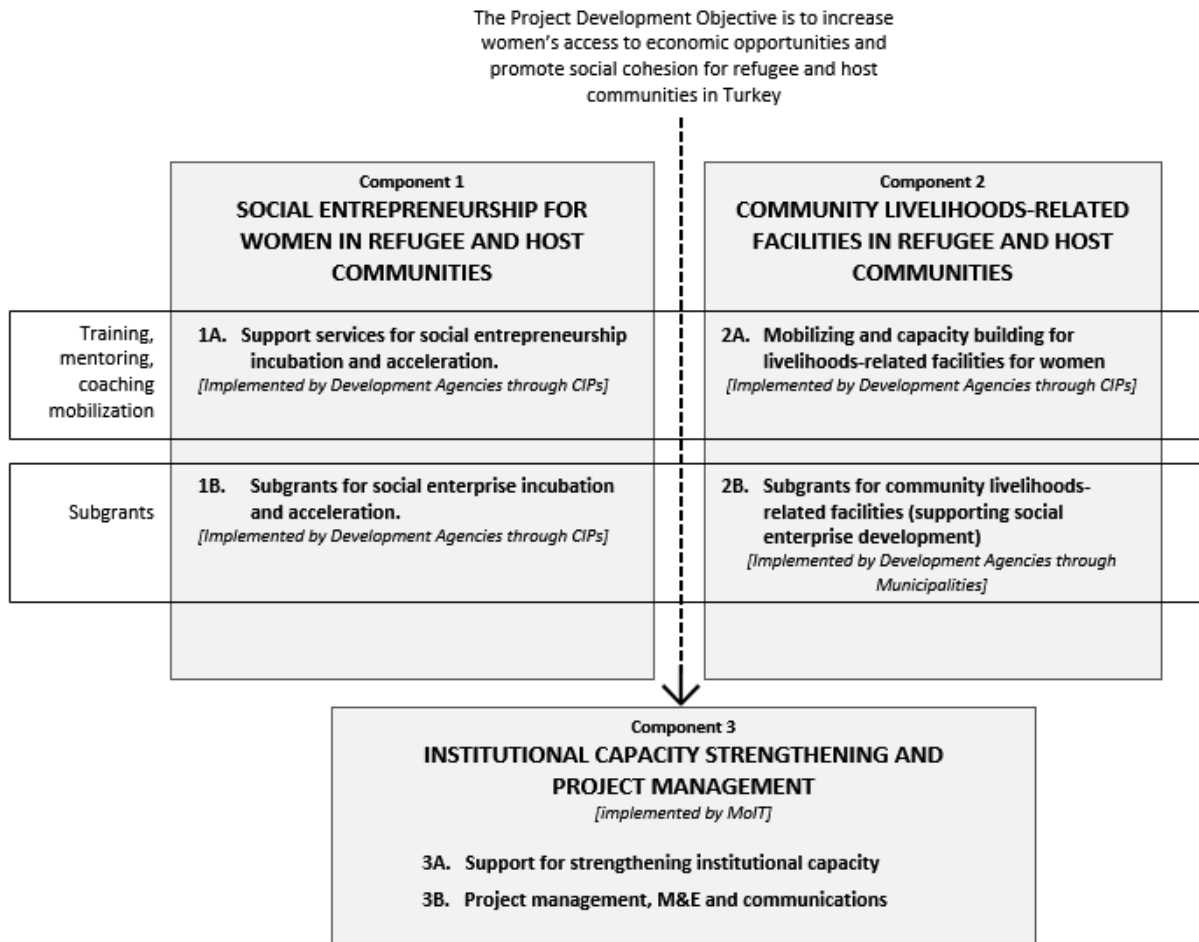 The Project Development Objective is to increase
women's access to economic opportunities and
promote social cohesion for refugee and host
communities in Turkey
Component 1
SOCIAL ENTREPRENEURSHIP FOR
WOMEN IN REFUGEE AND HOST
COMMUNITIES
Component 2
COMMUNITY LIVELIHOODS-RELATED
FACILITIES IN REFUGEE AND HOST
COMMUNITIES
Training,
mentoring,
coaching
mobilization
1A. Support services for social entrepreneurship
incubation and acceleration.
[Implemented by Development Agencies through CIPs]
2A. Mobilizing and capacity building for
livelihoods-related facilities for women
[Implemented by Development Agencies through CIPs]
Subgrants
1B. Subgrants for social enterprise incubation
and acceleration.
[Implemented by Development Agencies through CIPs]
2B. Subgrants for community livelihoods-
related facilities (supporting social
enterprise development)
[Implemented by Development Agencies through
Municipalities]
Component 3
INSTITUTIONAL CAPACITY STRENGTHENING AND
PROJECT MANAGEMENT
[implemented by MoIT]
3A. Support for strengthening institutional capacity
3B. Project management, M&E and communications